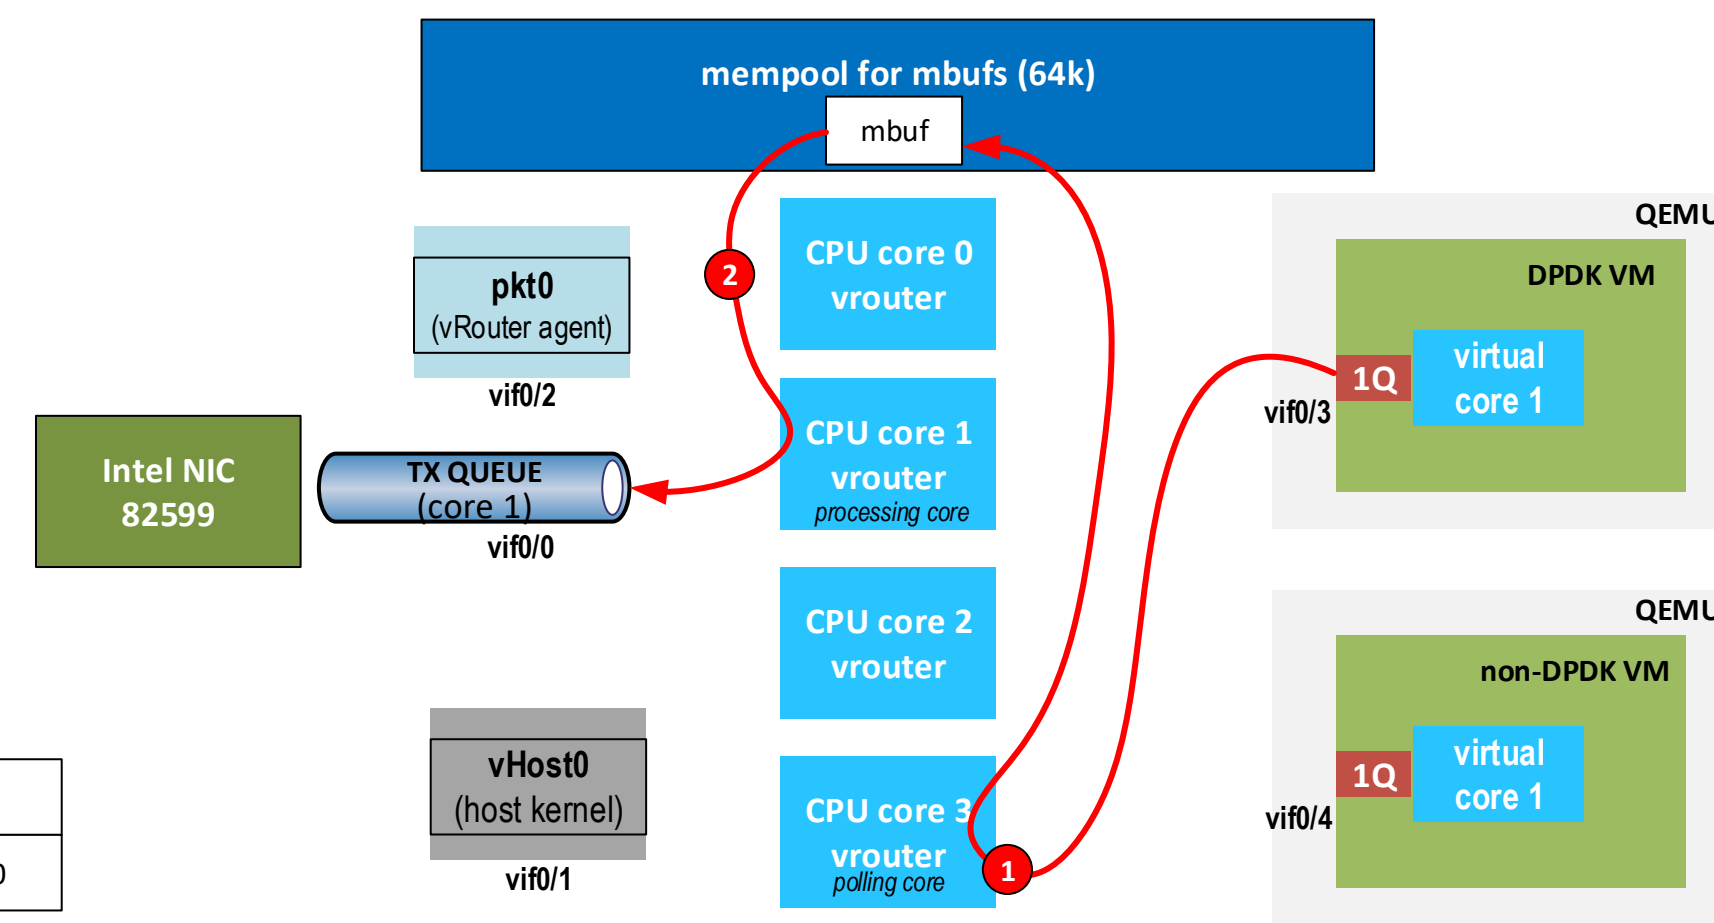 mempool for mbufs (64k)
mbuf
QEMU
CPU core 0
vrouter
pkt0
(vRouter agent)
vif0/2
2
DPDK VM
1Q
virtual
core 1
vif0/3
Intel NIC
82599
TX QUEUE
(core 1)
vif0/0
CPU core 1
vrouter
processing core
CPU core 2
vrouter
QEMU
non-DPDK VM
1Q
virtual
core 1
vif0/4
vHost0
(host kernel)
vif0/1
CPU core 3
vrouter
polling core
1